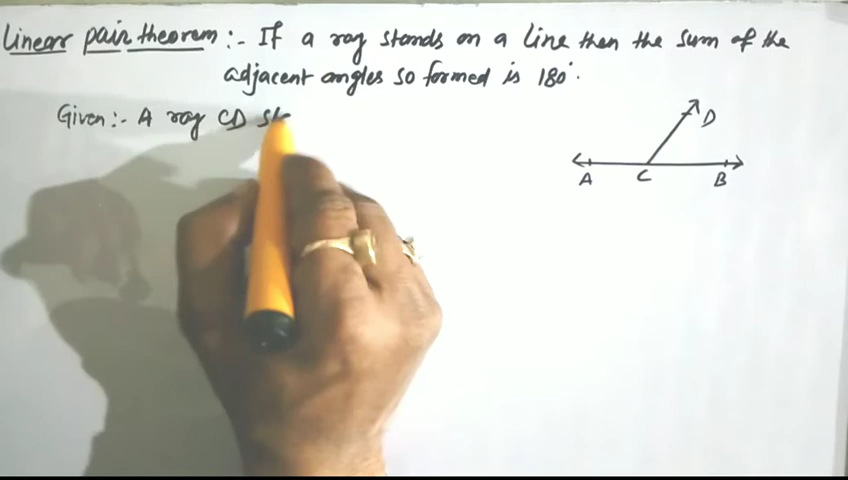 Linear pair theorem :- If a ray stands on a line then the sum of the
adjacent angles so formed is 180°.
Given :- A ray CD st
D
A C B